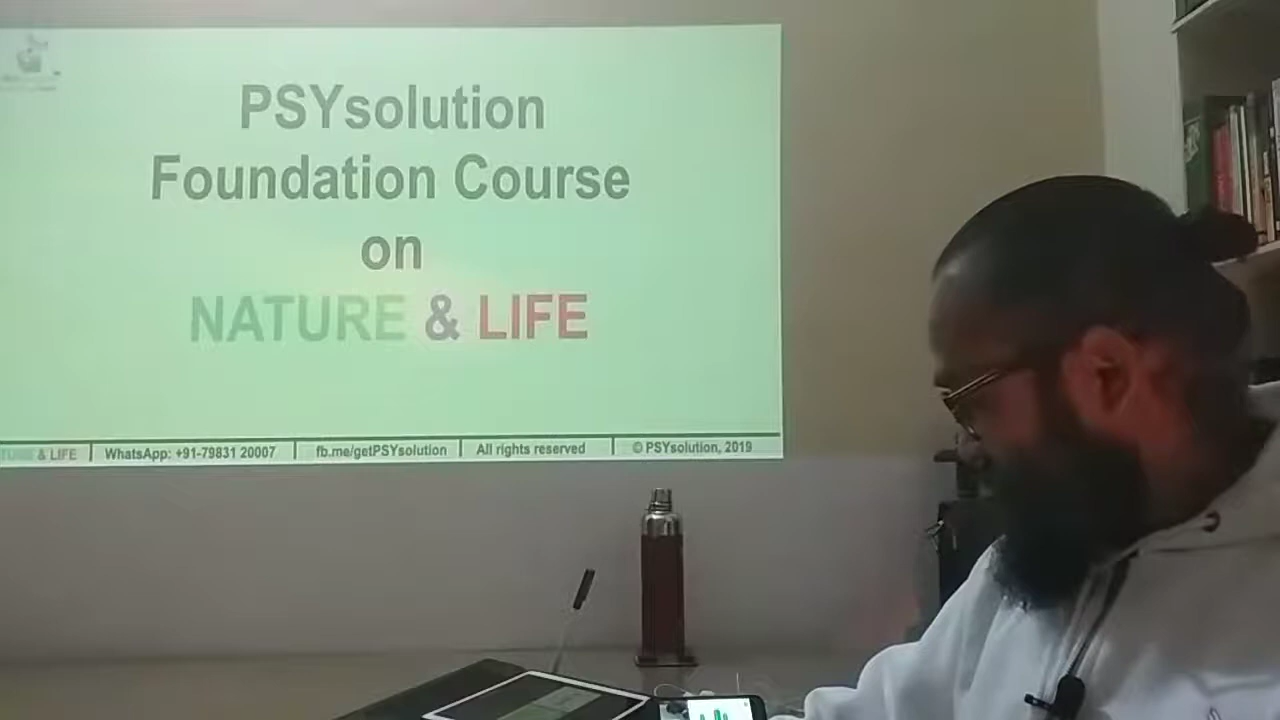 PSYsolution
Foundation Course
on
NATURE & LIFE
& LIFE
WhatsApp: +91-79831 20007
fb.me/getPSYsolution
All rights reserved
© PSYsolution, 2019